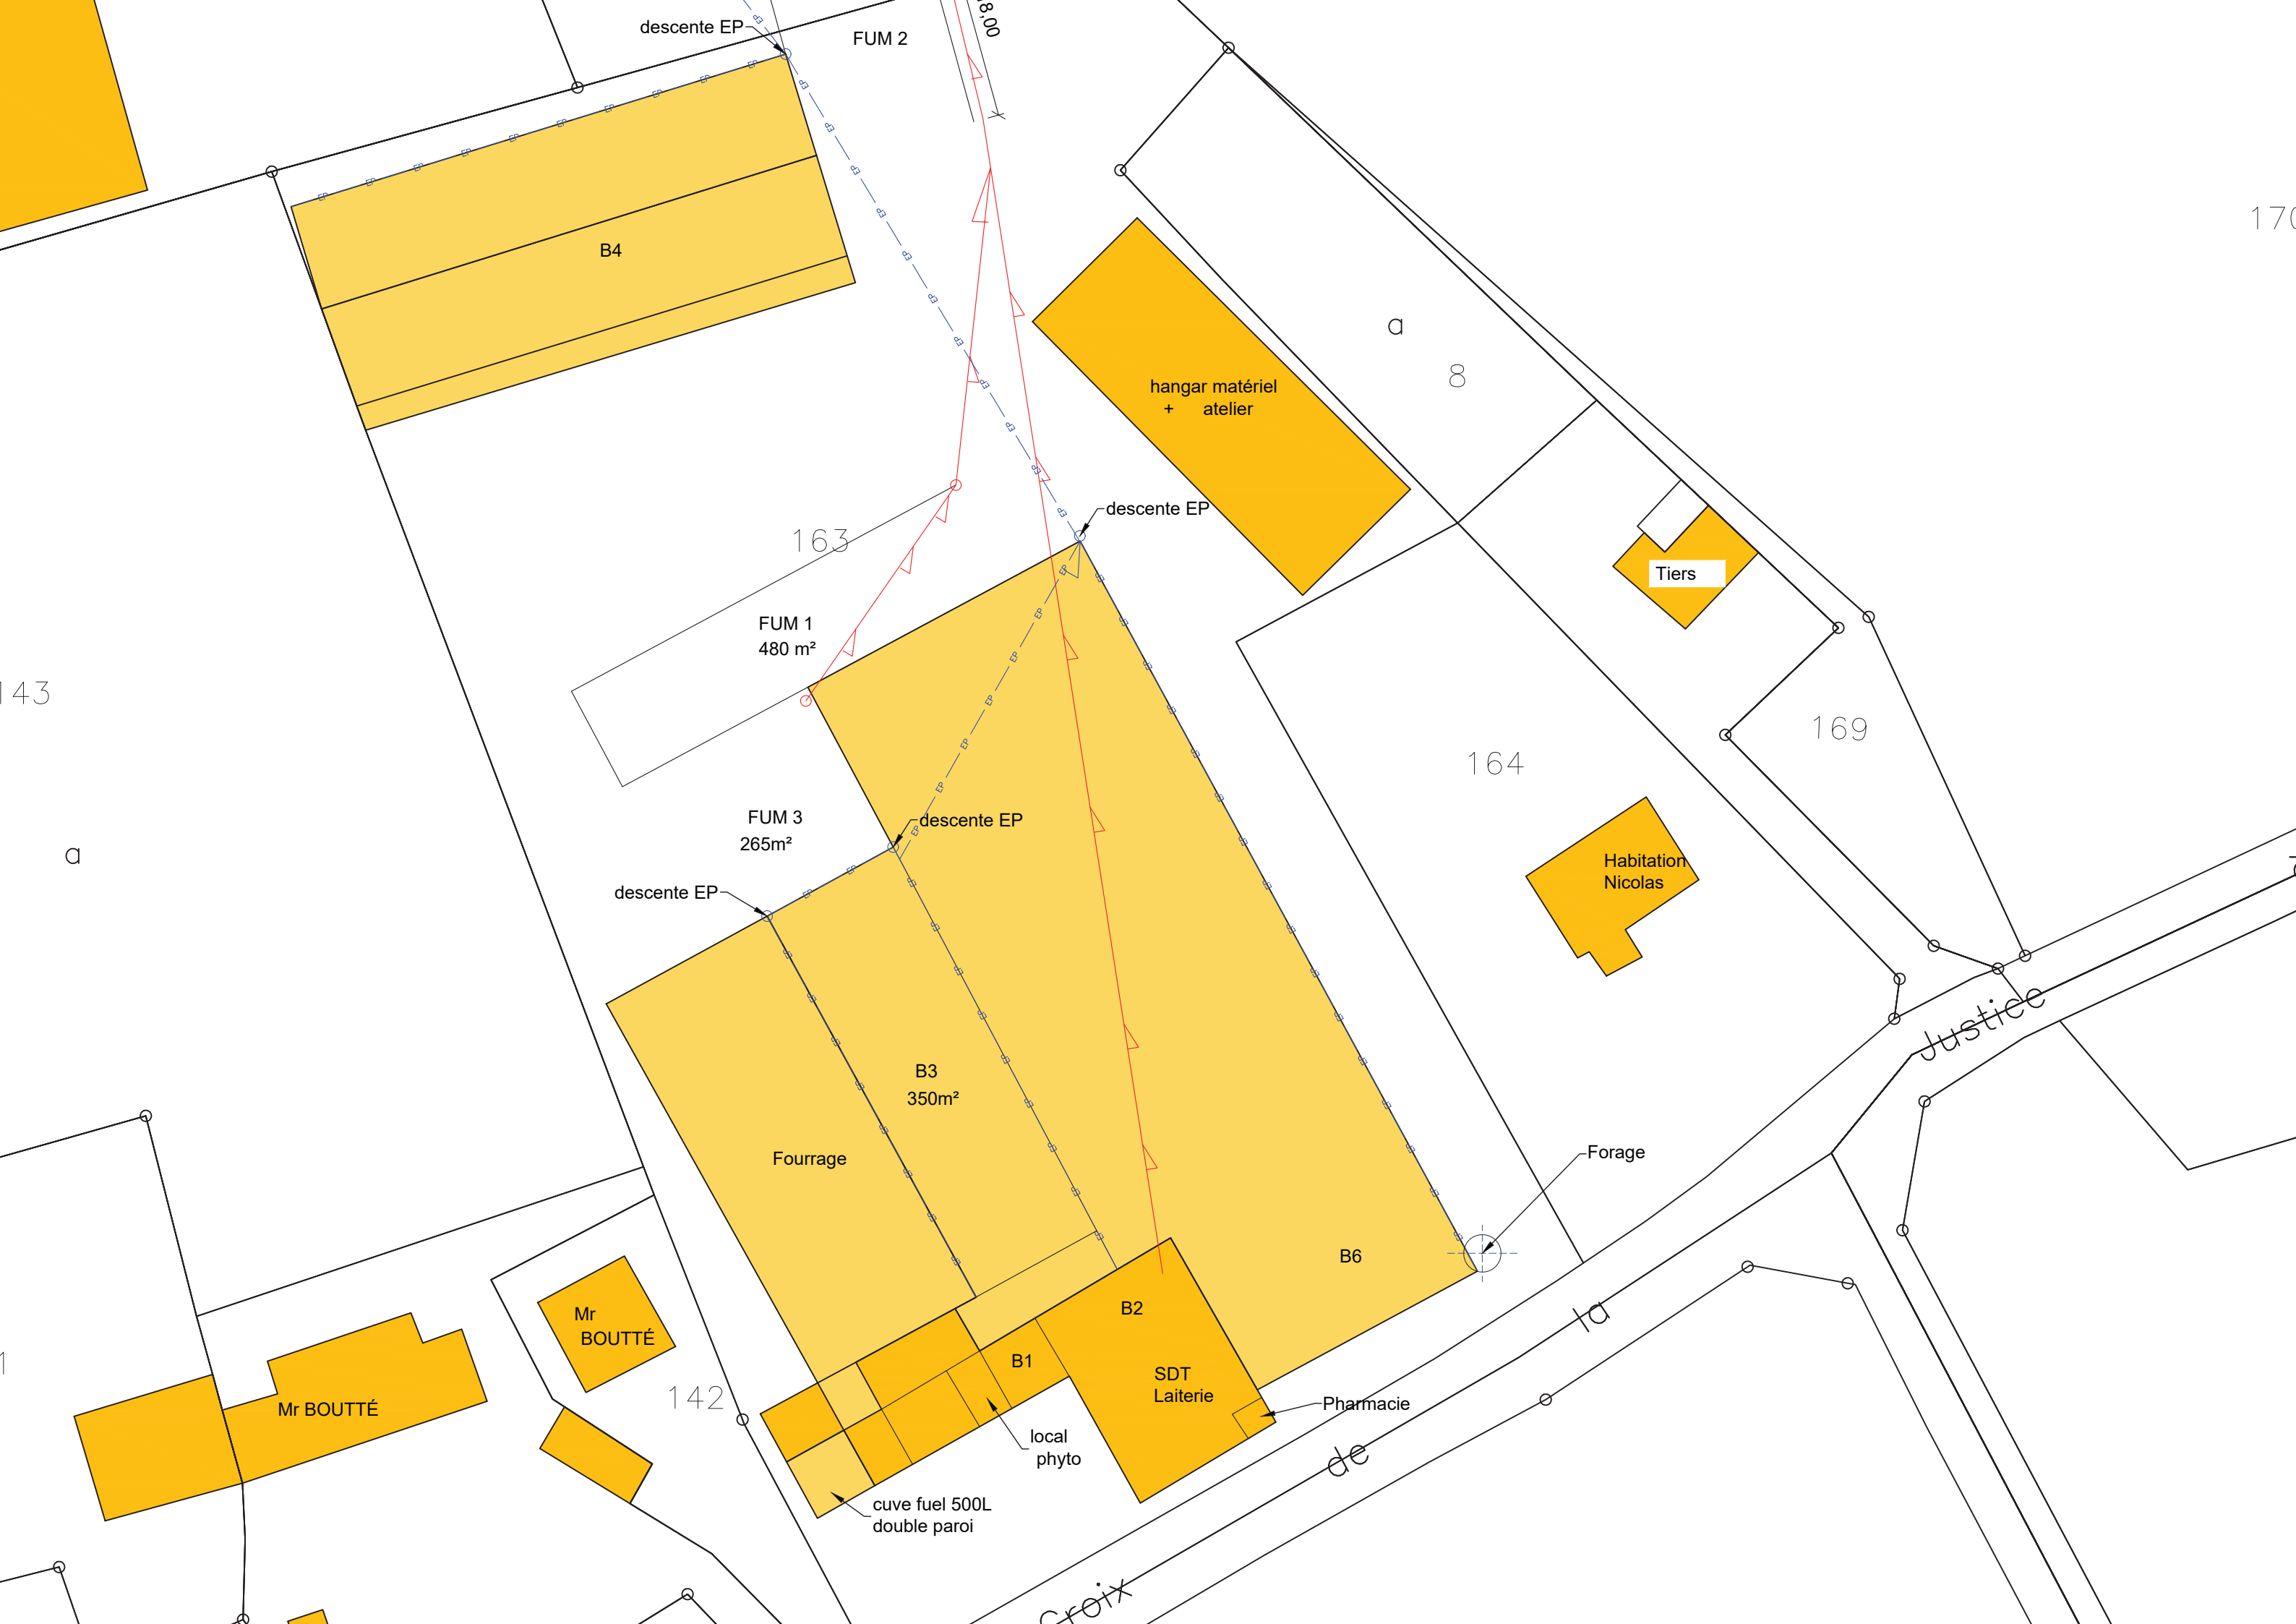 descente EP
FUM 2
8,00
B4
170
a
8
hangar matériel
+ atelier
descente EP
163
Tiers
FUM 1
480 m²
143
169
164
FUM 3
265m²
descente EP
a
Habitation
Nicolas
descente EP
Justice
B3
350m²
Fourrage
Forage
B6
la
B2
Mr
BOUTTÉ
B1
SDT
Laiterie
142
Pharmacie
Mr BOUTTÉ
local
phyto
de
cuve fuel 500L
double paroi
Croix